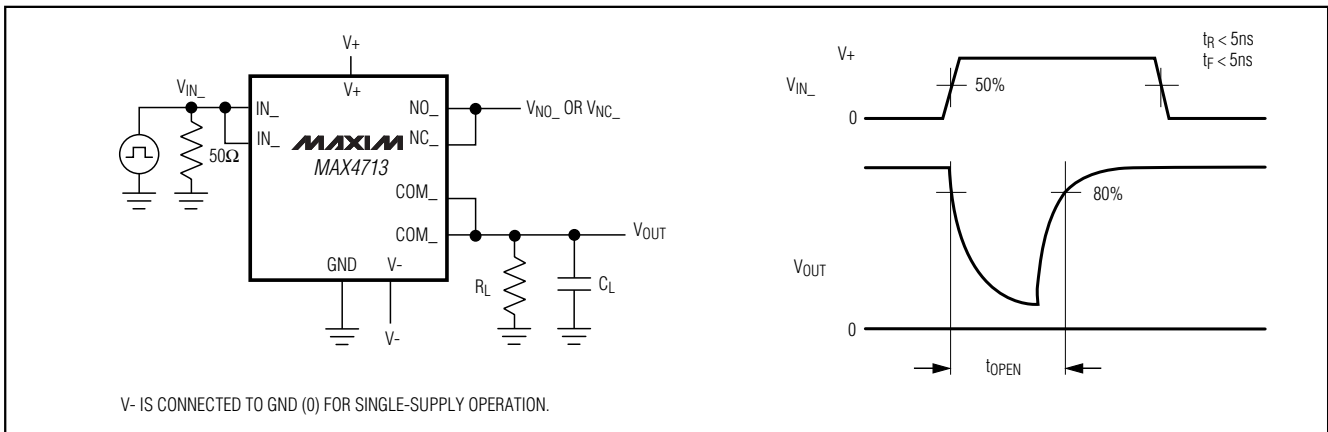 V+
V+
VIN_
IN_
IN_
50Ω
MAXIM
MAX4713
NO_
NC_
VNO_ OR VNC_
COM_
COM_
VOUT
GND
V-
V-
RL
CL
V- IS CONNECTED TO GND (0) FOR SINGLE-SUPPLY OPERATION.
tR < 5ns
tF < 5ns
V+
VIN_
50%
0
80%
VOUT
0
tOPEN